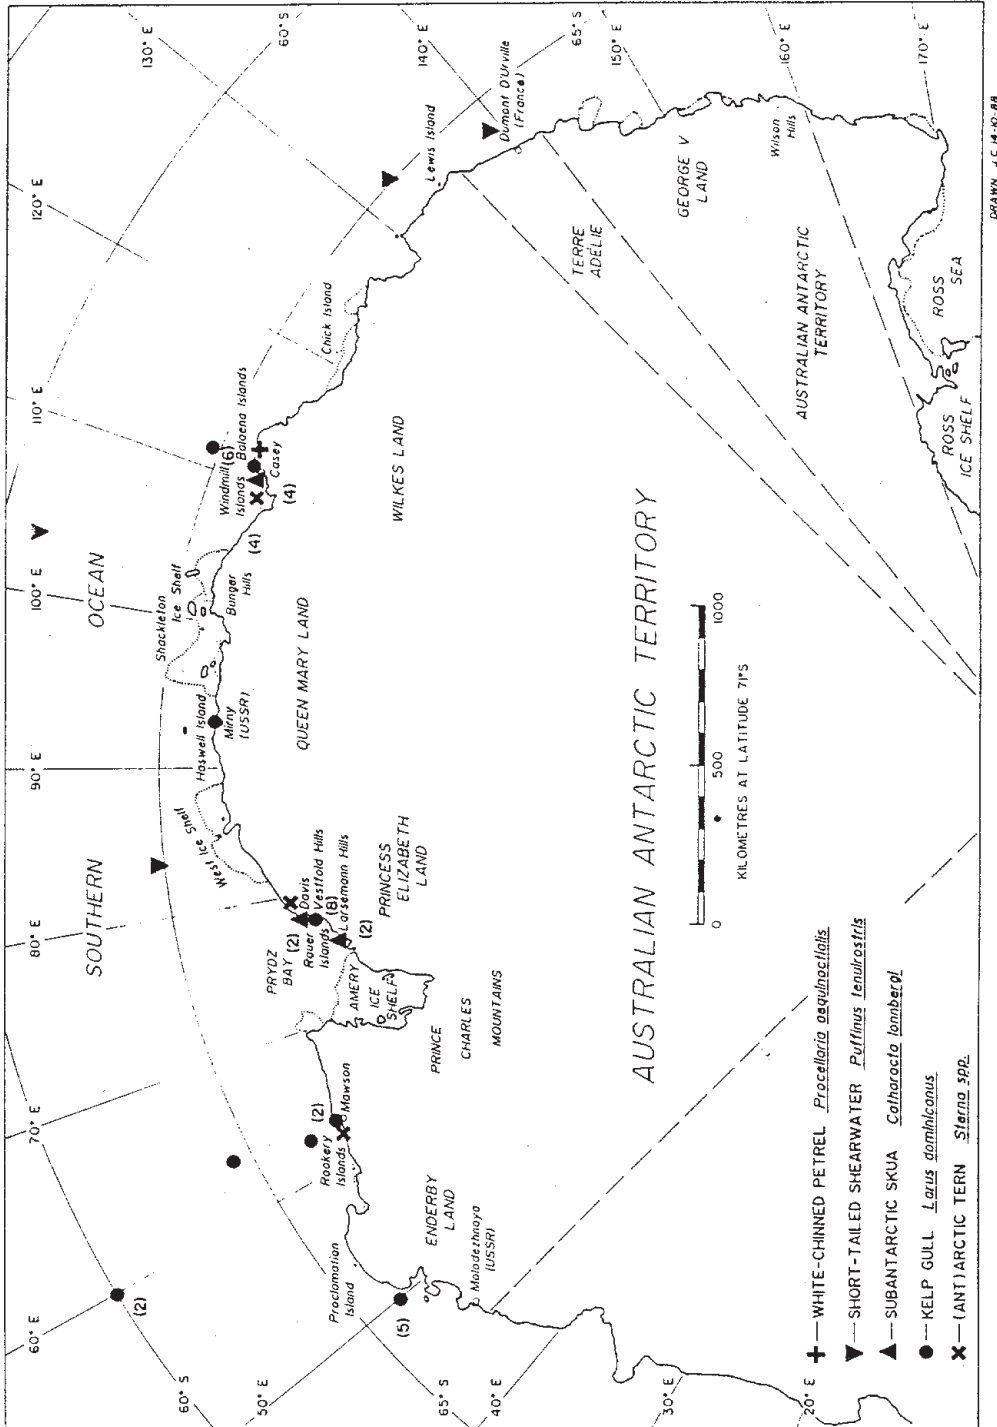 60° E
70° E
80° E
90° E
100° E
110° E
120° E
130° E
60° S
SOUTHERN
OCEAN
(2)
60° S
50° E
65° S
40° E
30° E
20° E
140° E
65° S
150° E
160° E
170° E
Proclamation
Island
(5)
ENDERBY
LAND
Molodezhnaya
(USSR)
Rookery
Islands
(2)
Mawson
PRINCE
CHARLES
MOUNTAINS
AMERY
ICE
SHELF
PRYDZ
BAY
(2)
Rauer
Islands
Davis
Vestfold Hills
(8)
Larsemann Hills
(2)
PRINCESS
ELIZABETH
LAND
West Ice Shelf
Haswell Island
Mirny
(USSR)
QUEEN MARY LAND
Shackleton
Ice Shelf
Bunger
Hills
(4)
Windmill
Islands
(6)
Balaena Islands
Casey
(4)
WILKES LAND
Chick Island
Lewis Island
Dumont D'Urville
(France)
TERRE
ADÉLIE
GEORGE V
LAND
Wilson
Hills
AUSTRALIAN ANTARCTIC
TERRITORY
ROSS
SEA
ROSS
ICE SHELF
AUSTRALIAN ANTARCTIC TERRITORY
0
500
1000
KILOMETRES AT LATITUDE 71°S
WHITE-CHINNED PETREL Procellaria aequinoctialis
SHORT-TAILED SHEARWATER Puffinus tenuirostris
SUBANTARCTIC SKUA Catharacta lonnbergi
KELP GULL Larus dominicanus
(ANT)ARCTIC TERN Sterna spp.
DRAWN J.E 14-10-88